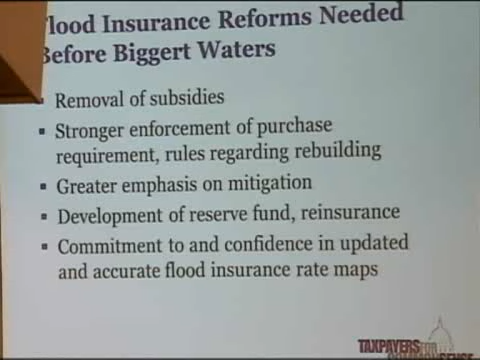 Flood Insurance Reforms Needed
Before Biggert Waters
▪ Removal of subsidies
▪ Stronger enforcement of purchase
requirement, rules regarding rebuilding
▪ Greater emphasis on mitigation
▪ Development of reserve fund, reinsurance
▪ Commitment to and confidence in updated
and accurate flood insurance rate maps
TAXPAYERS FOR
COMMON SENSE